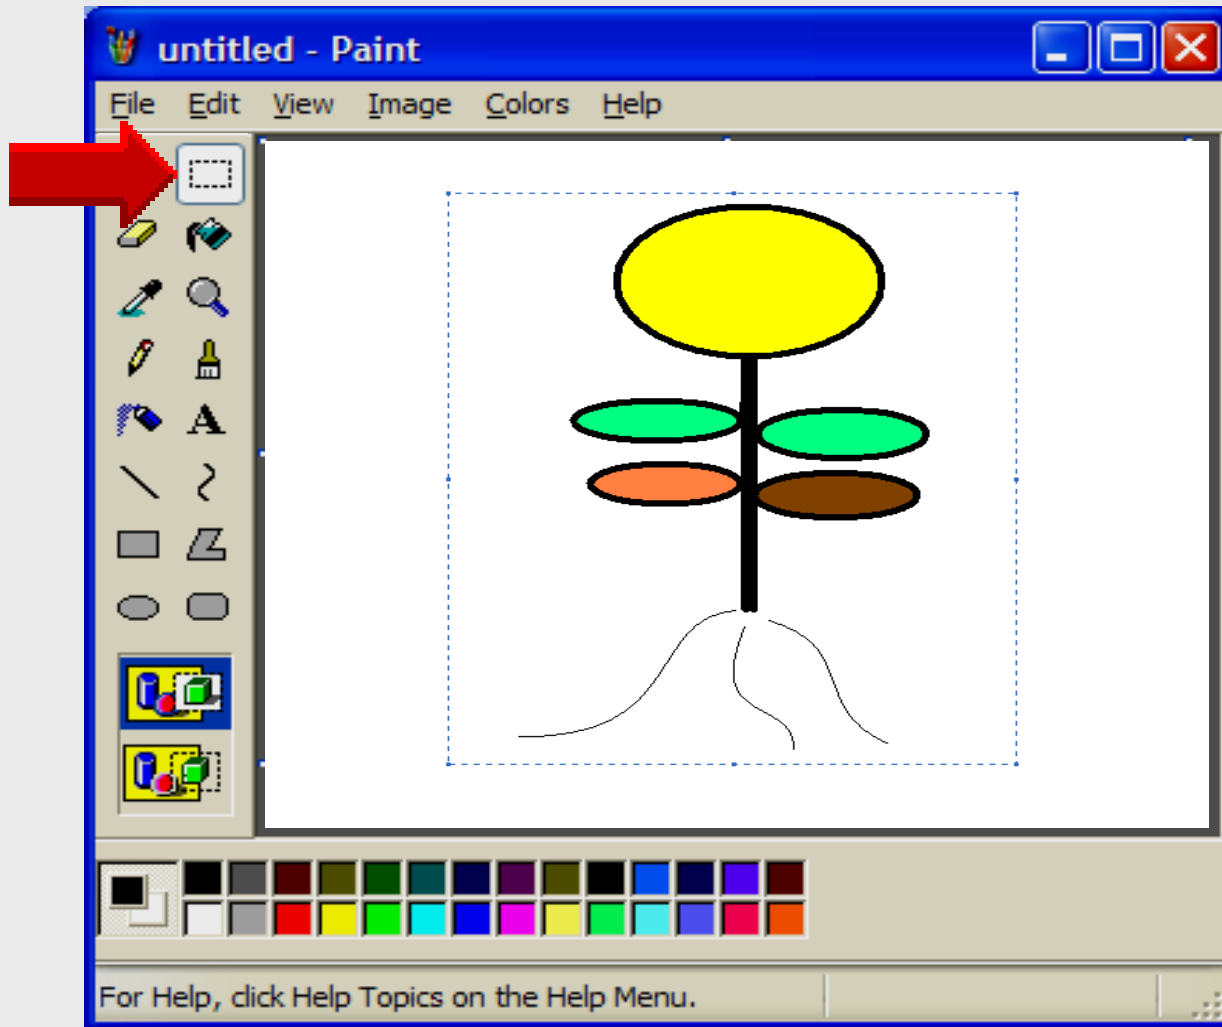 untitled - Paint
File Edit View Image Colors Help
A
For Help, click Help Topics on the Help Menu.